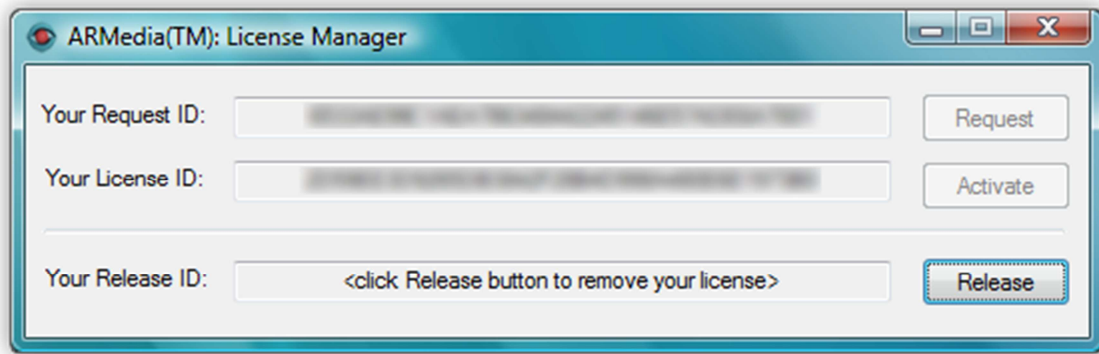 ARMedia(TM): License Manager
Your Request ID: Request
Your License ID: Activate
Your Release ID: <click Release button to remove your license> Release